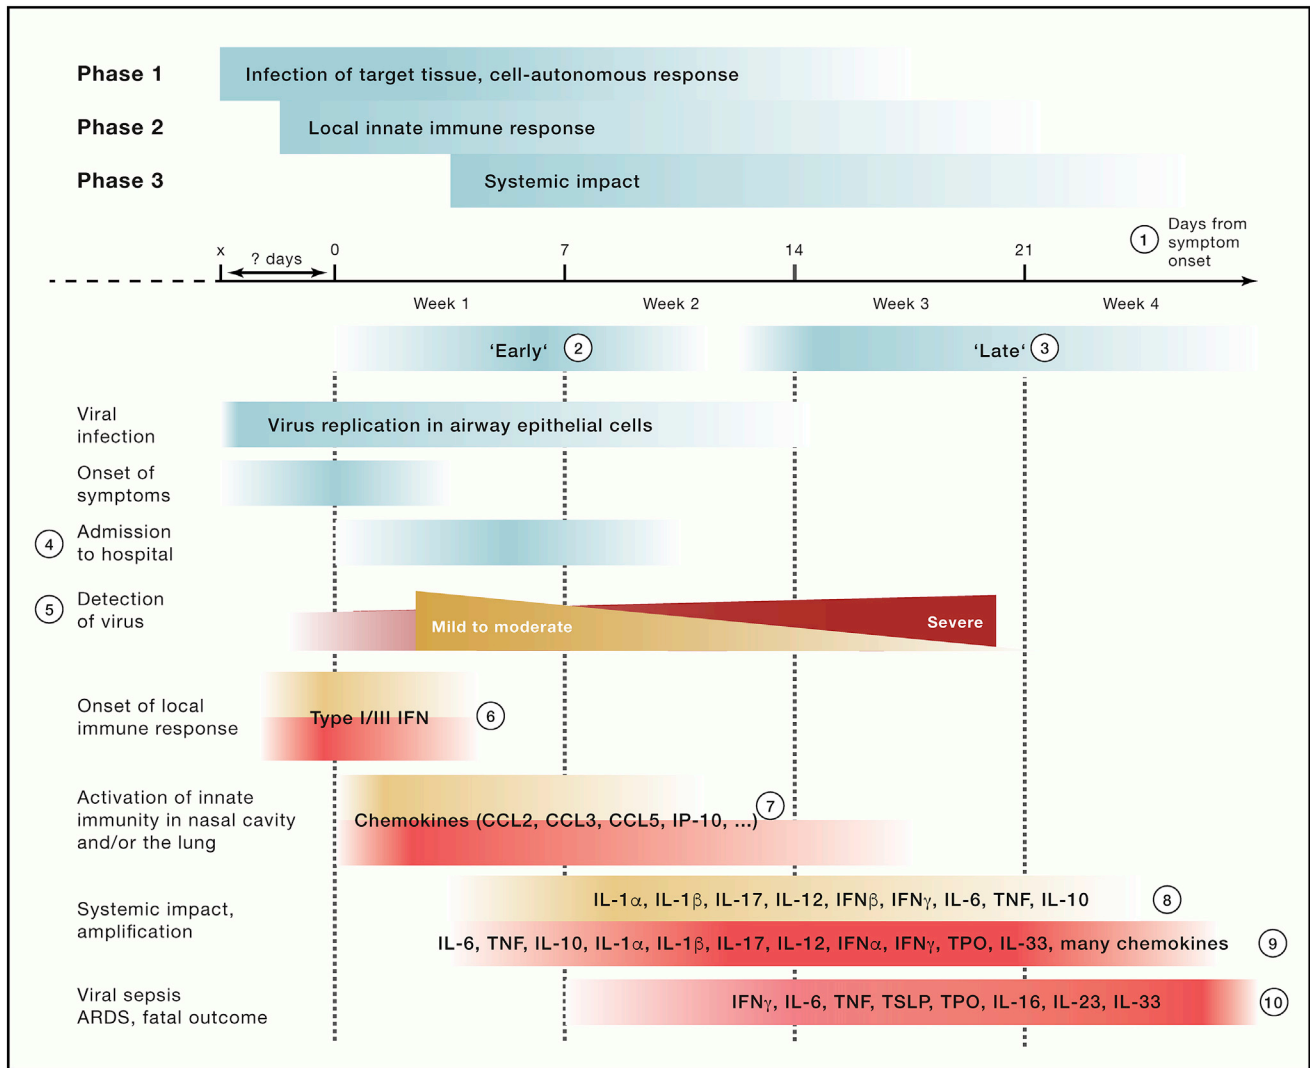 Phase 1
Infection of target tissue, cell-autonomous response
Phase 2
Local innate immune response
Phase 3
Systemic impact
x
? days
0
7
14
21
1
Days from
symptom
onset
Week 1
Week 2
Week 3
Week 4
‘Early‘
2
‘Late‘
3
Viral
infection
Virus replication in airway epithelial cells
Onset of
symptoms
4
Admission
to hospital
5
Detection
of virus
Mild to moderate
Severe
Onset of local
immune response
Type I/III IFN
6
Activation of innate
immunity in nasal cavity
and/or the lung
Chemokines (CCL2, CCL3, CCL5, IP-10, ...)
7
Systemic impact,
amplification
IL-1α, IL-1β, IL-17, IL-12, IFNβ, IFNγ, IL-6, TNF, IL-10
8
IL-6, TNF, IL-10, IL-1α, IL-1β, IL-17, IL-12, IFNα, IFNγ, TPO, IL-33, many chemokines
9
Viral sepsis
ARDS, fatal outcome
IFNγ, IL-6, TNF, TSLP, TPO, IL-16, IL-23, IL-33
10